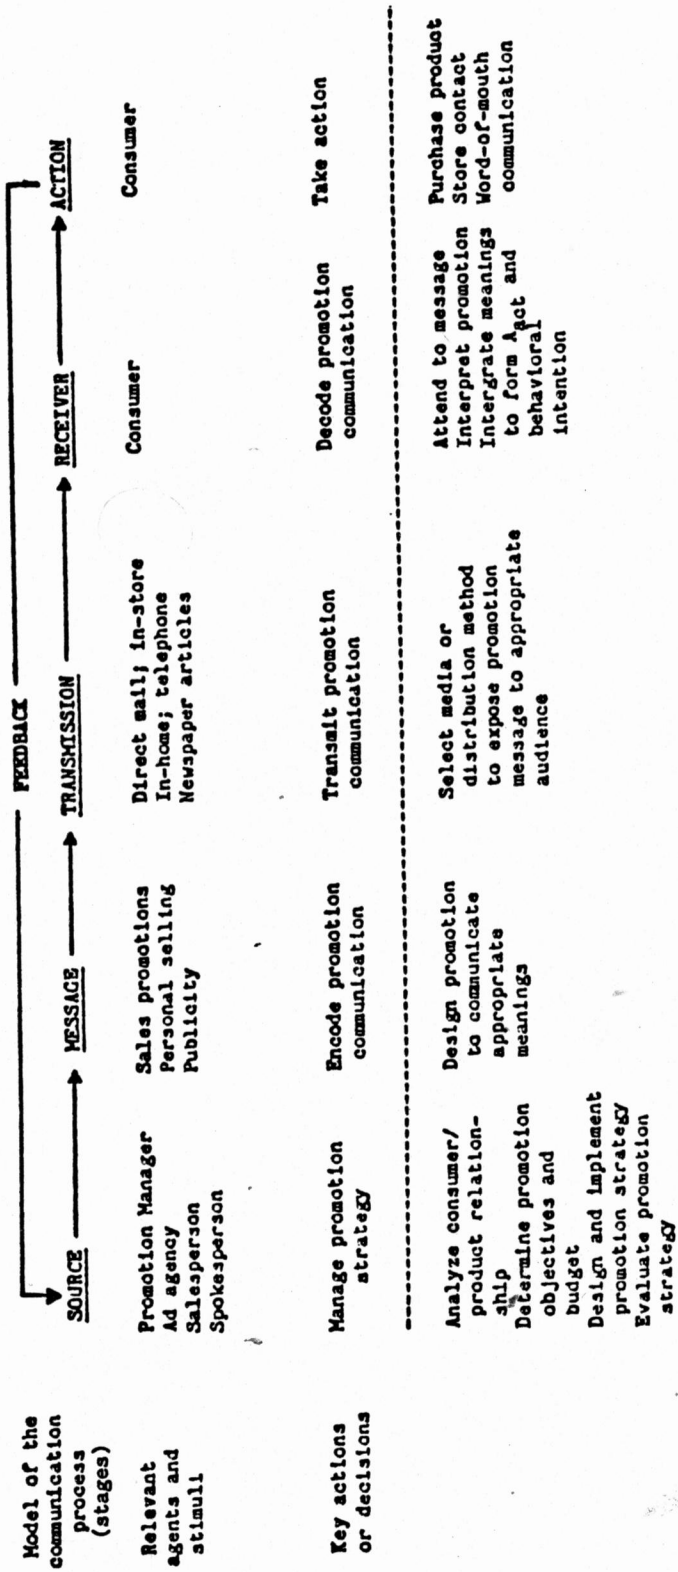 FEEDBACK
Model of the
communication
process
(stages)
SOURCE
MESSAGE
TRANSMISSION
RECEIVER
ACTION
Relevant
agents and
stimuli
Promotion Manager
Ad agency
Salesperson
Spokesperson
Sales promotions
Personal selling
Publicity
Direct mail; in-store
In-home; telephone
Newspaper articles
Consumer
Consumer
Key actions
or decisions
Manage promotion
strategy
Encode promotion
communication
Transmit promotion
communication
Decode promotion
communication
Take action
Analyze consumer/
product relation-
ship
Determine promotion
objectives and
budget
Design and implement
promotion strategy
Evaluate promotion
strategy
Design promotion
to communicate
appropriate
meanings
Select media or
distribution method
to expose promotion
message to appropriate
audience
Attend to message
Interpret promotion
Intergrate meanings
to form Aact and
behavioral
intention
Purchase product
Store contact
Word-of-mouth
communication